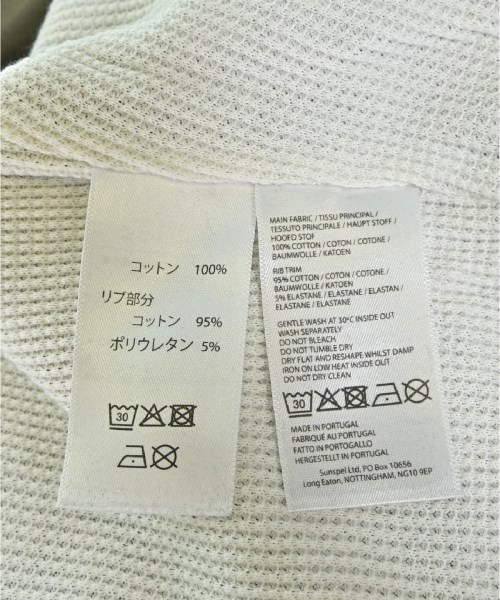 コットン 100%
リブ部分
コットン 95%
ポリウレタン 5%
30
MAIN FABRIC / TISSU PRINCIPAL /
TESSUTO PRINCIPALE / HAUPT STOFF /
HOOFD STOF
100% COTTON / COTON / COTONE /
BAUMWOLLE / KATOEN
RIB TRIM
95% COTTON / COTON / COTONE /
BAUMWOLLE / KATOEN
5% ELASTANE / ELASTANE / ELASTAN /
ELASTANE / ELASTANE
GENTLE WASH AT 30°C INSIDE OUT
WASH SEPARATELY
DO NOT BLEACH
DO NOT TUMBLE DRY
DRY FLAT AND RESHAPE WHILST DAMP
IRON ON LOW HEAT INSIDE OUT
DO NOT DRY CLEAN
30
MADE IN PORTUGAL
FABRIQUÉ AU PORTUGAL
FATTO IN PORTOGALLO
HERGESTELLT IN PORTUGAL
Sunspel Ltd, PO Box 10656
Long Eaton, NOTTINGHAM, NG10 9EP